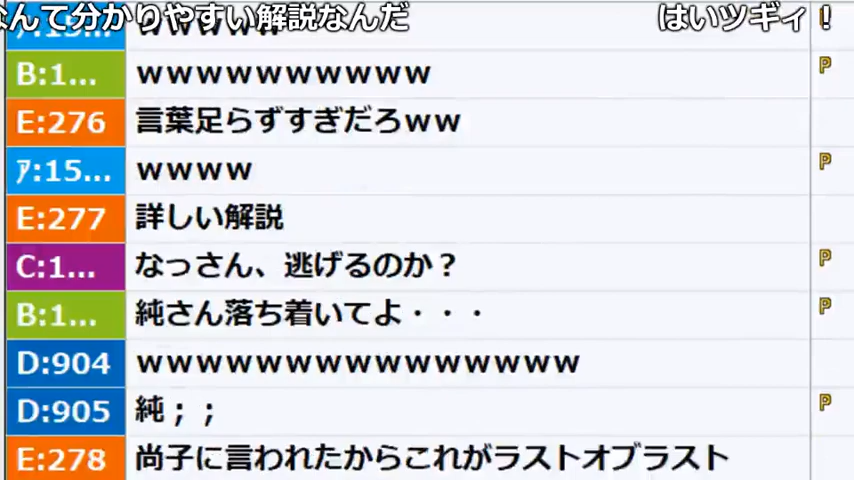 なんて分かりやすい解説なんだ
はいツギィ！
B:1... ｗｗｗｗｗｗｗｗｗｗ P
E:276 言葉足らずすぎだろｗｗ
ｱ:15... ｗｗｗｗ P
E:277 詳しい解説
C:1... なっさん、逃げるのか？ P
B:1... 純さん落ち着いてよ・・・ P
D:904 ｗｗｗｗｗｗｗｗｗｗｗｗｗｗｗ
D:905 純；； P
E:278 尚子に言われたからこれがラストオブラスト